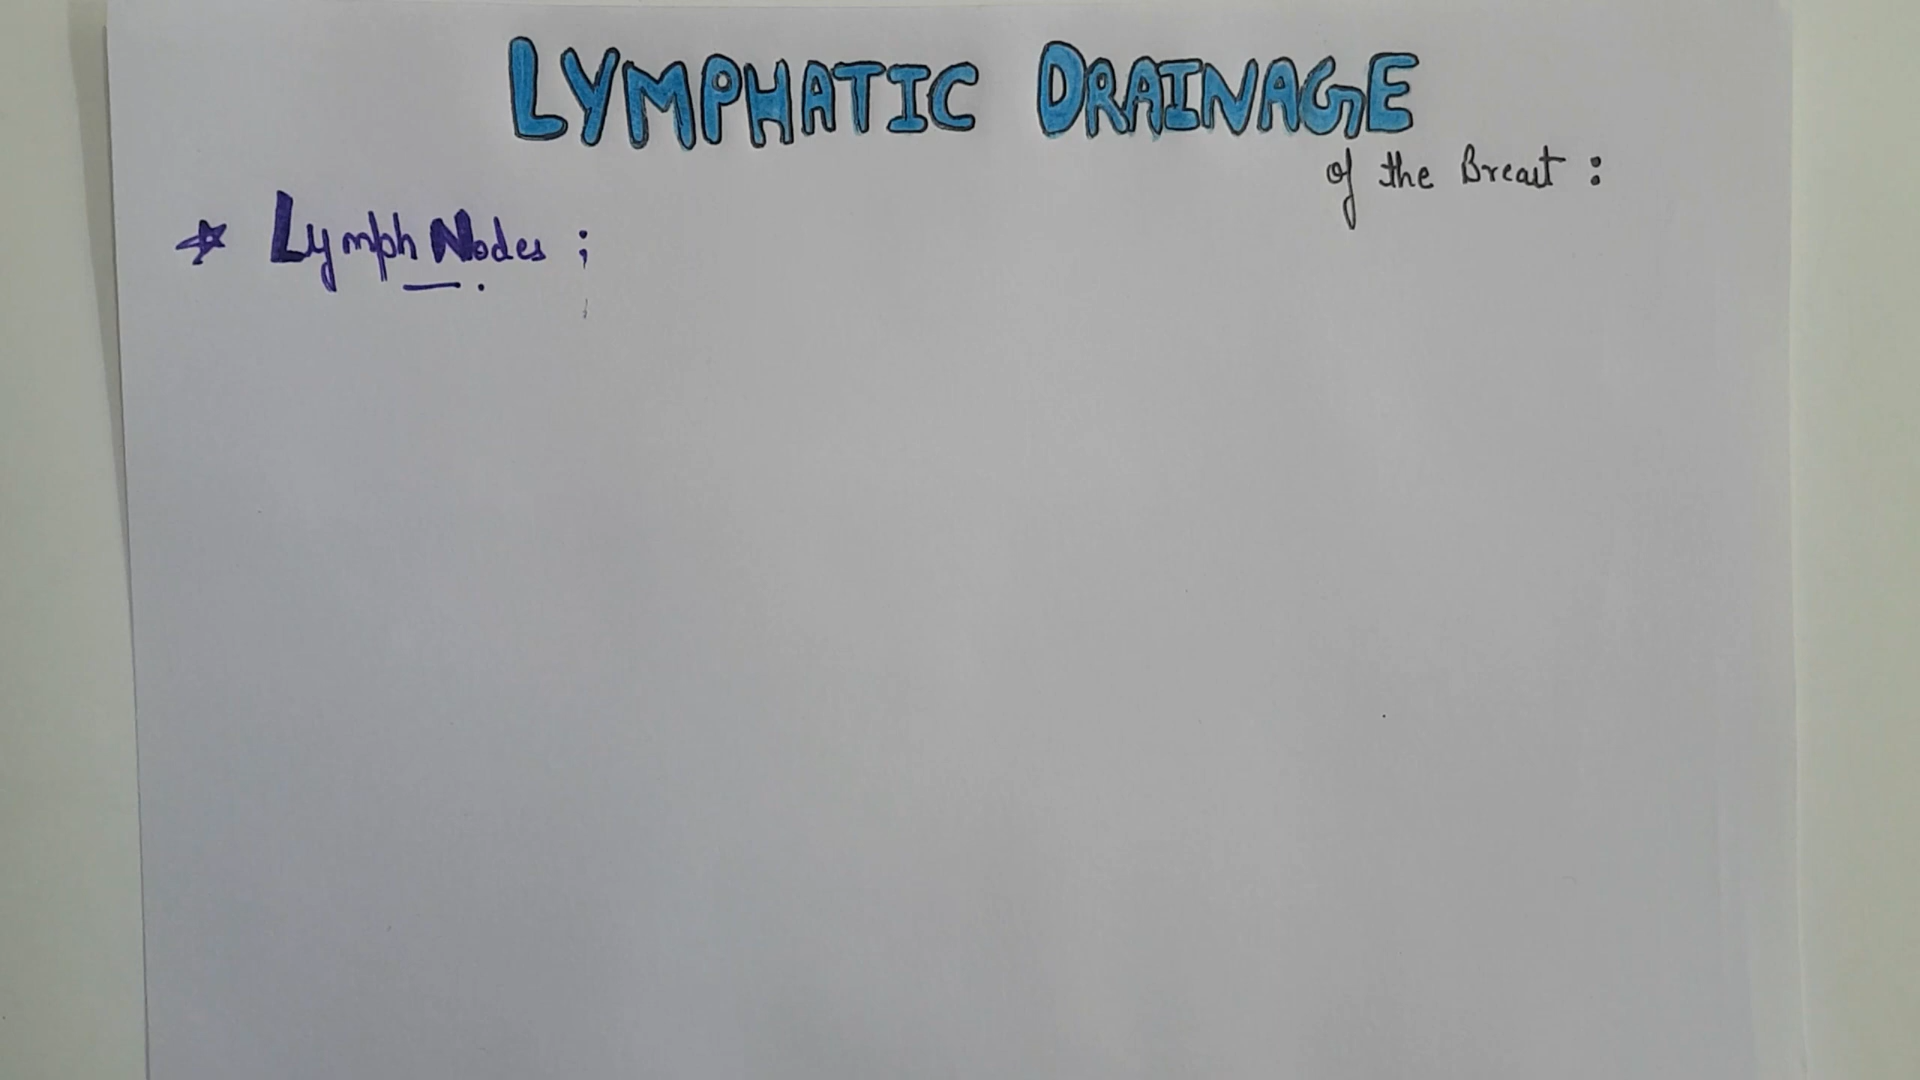 LYMPHATIC DRAINAGE
of the Breast :
☆ Lymph Nodes ;